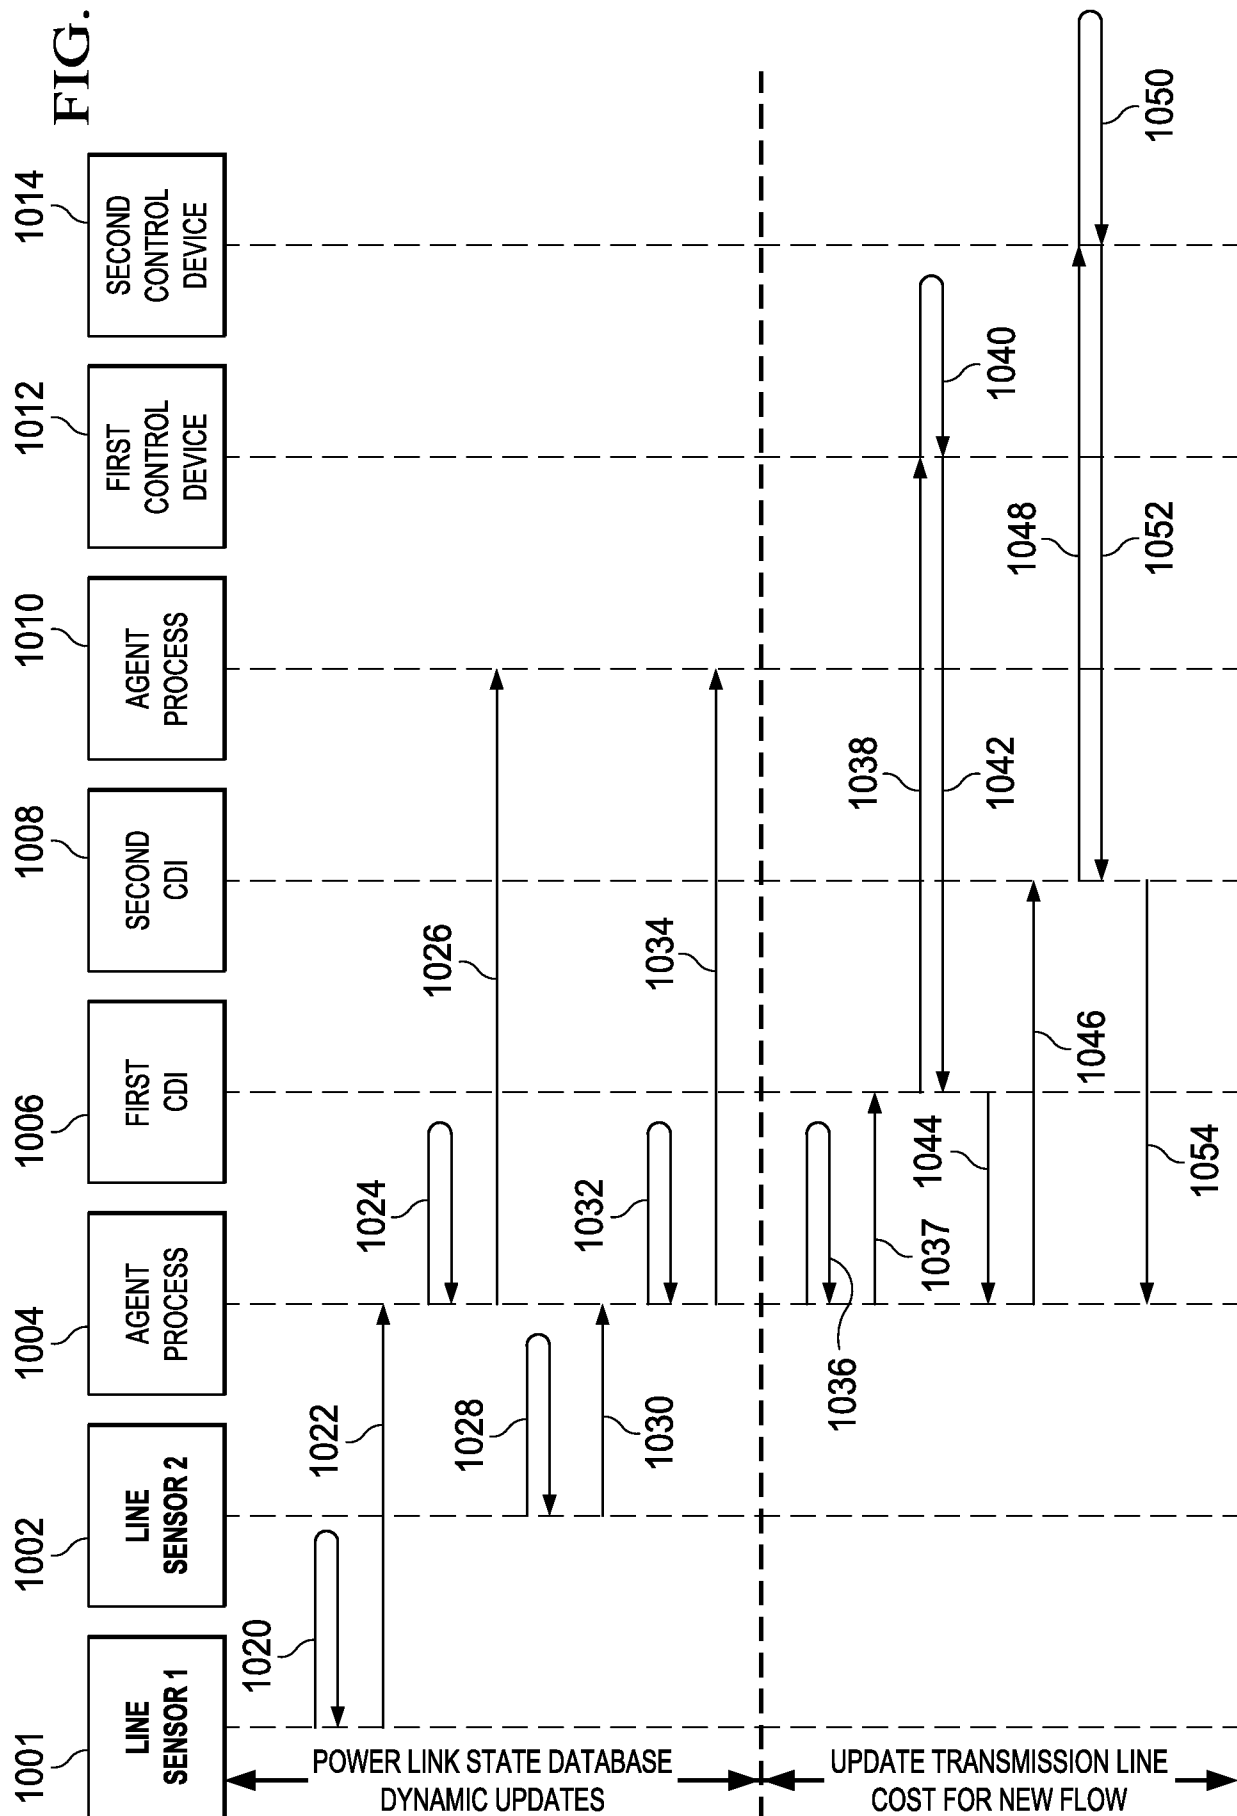 FIG.
1001
1002
1004
1006
1008
1010
1012
1014
LINE
SENSOR 1
LINE
SENSOR 2
AGENT
PROCESS
FIRST
CDI
SECOND
CDI
AGENT
PROCESS
FIRST
CONTROL
DEVICE
SECOND
CONTROL
DEVICE
POWER LINK STATE DATABASE
DYNAMIC UPDATES
1020
1022
1024
1026
1028
1030
1032
1034
UPDATE TRANSMISSION LINE
COST FOR NEW FLOW
1036
1037
1038
1040
1042
1044
1046
1048
1050
1052
1054